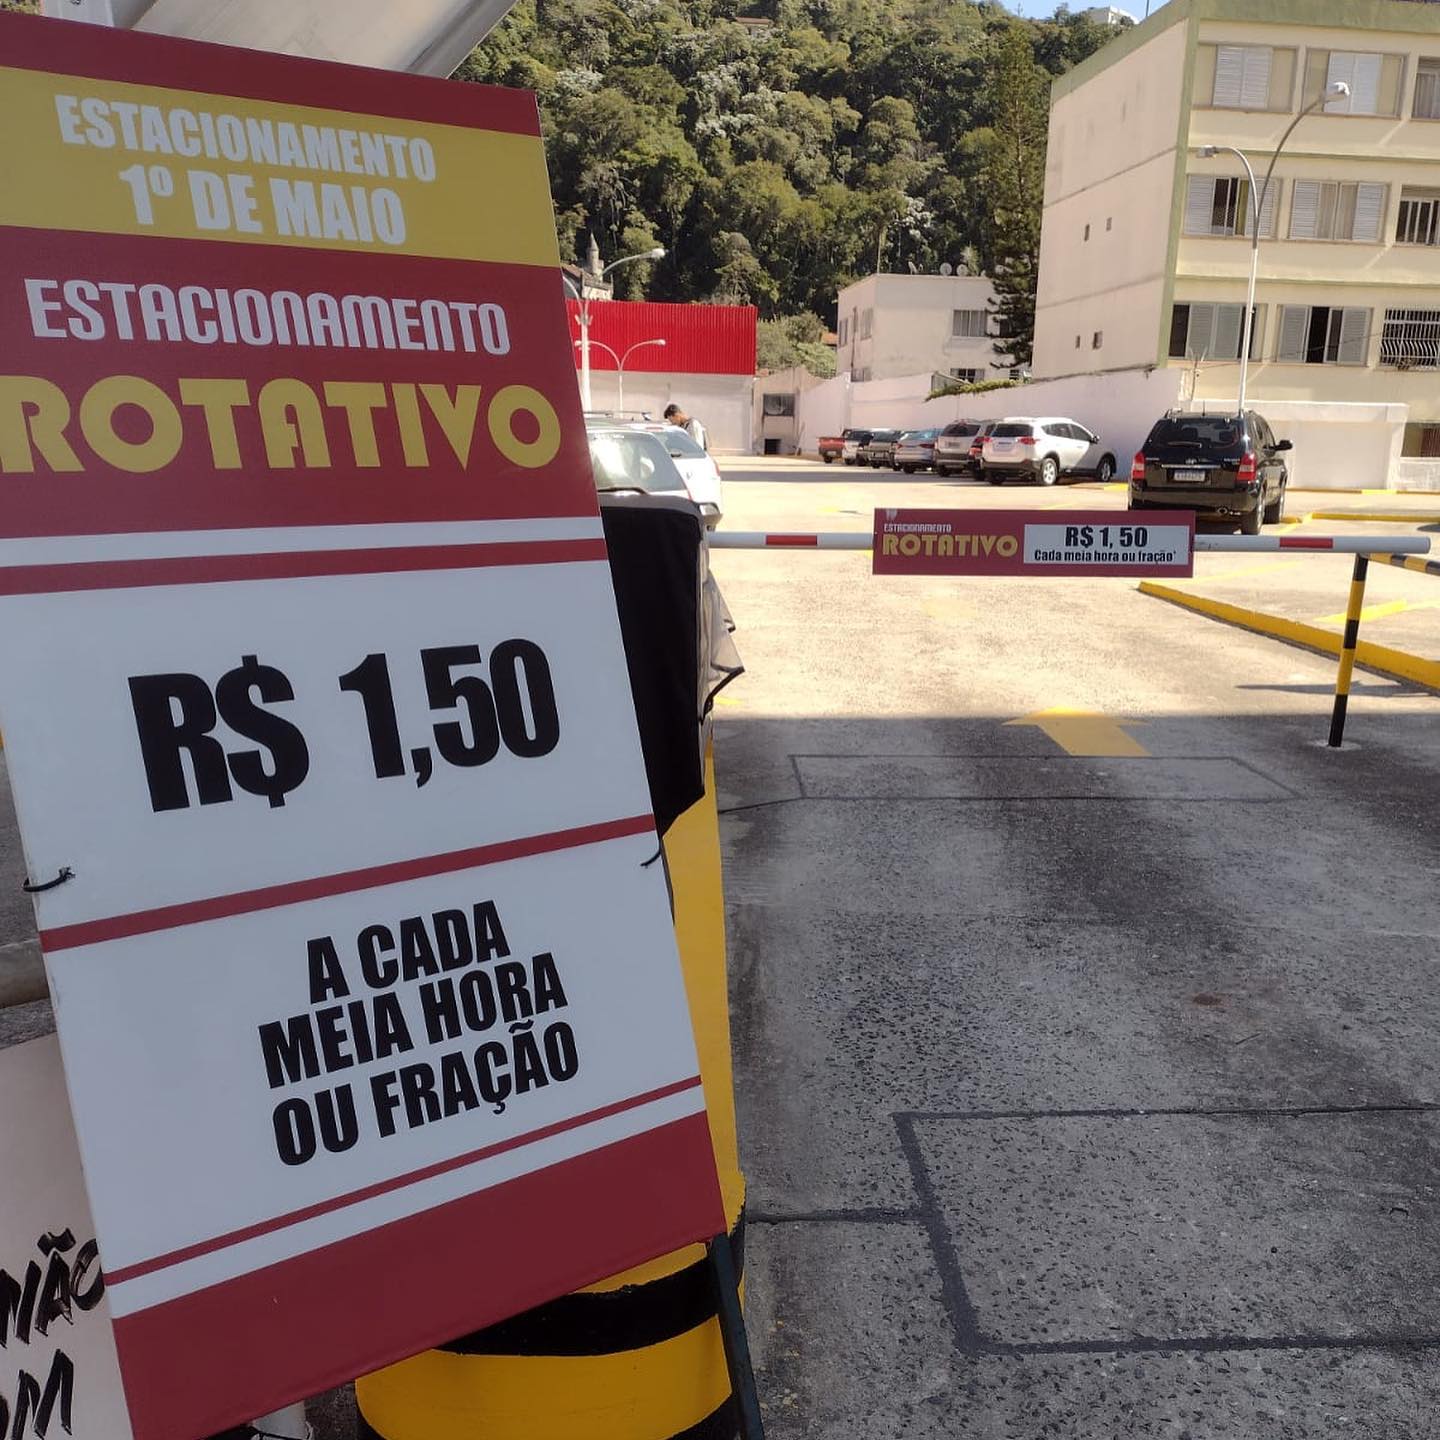 ESTACIONAMENTO
1º DE MAIO
ESTACIONAMENTO
ROTATIVO
R$ 1,50
A CADA
MEIA HORA
OU FRAÇÃO
ESTACIONAMENTO
ROTATIVO
R$ 1, 50
Cada meia hora ou fração*
NÃO